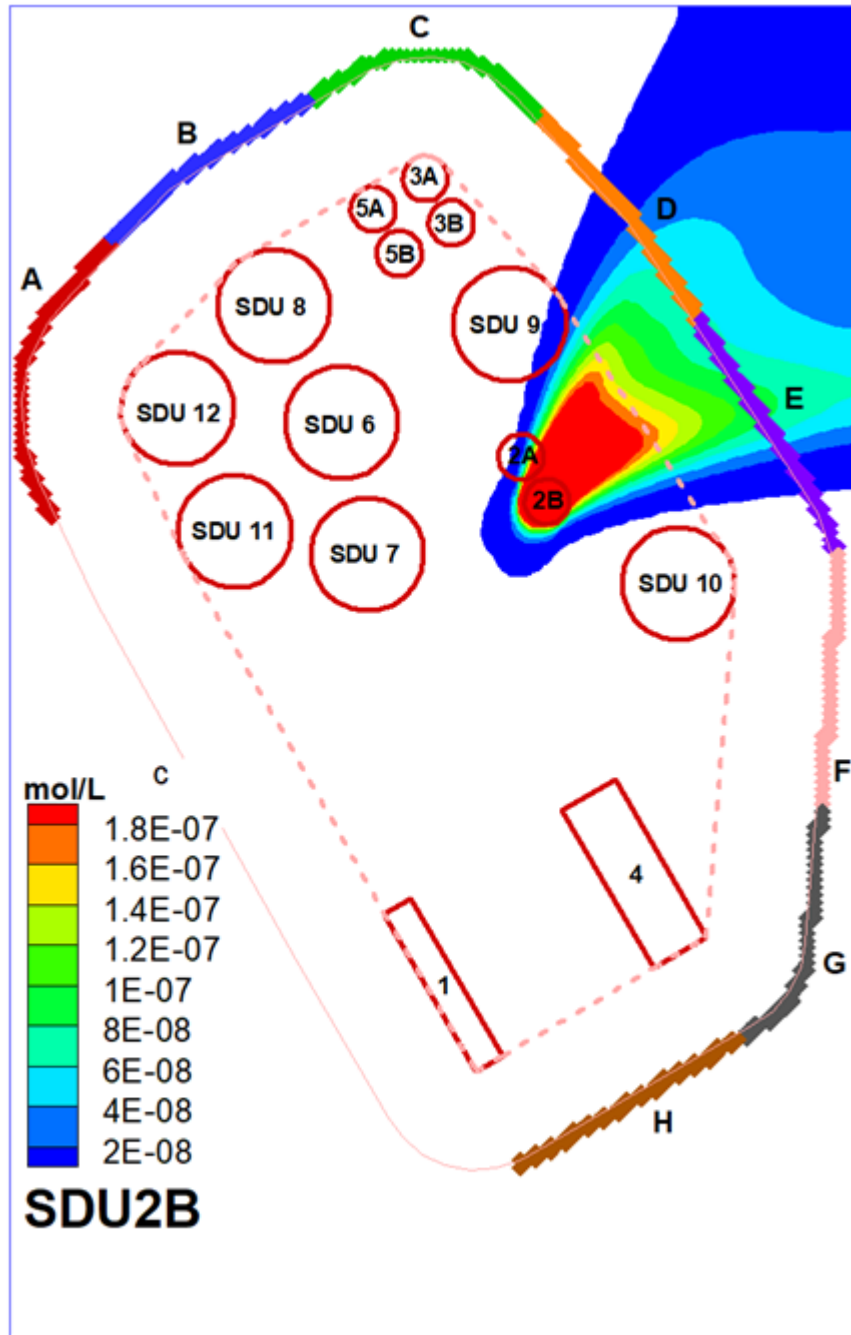 C
B
D
A
E
3A
5A
3B
5B
SDU 8
SDU 9
SDU 12
SDU 6
2A
2B
SDU 11
SDU 7
SDU 10
F
C
mol/L
1.8E-07
1.6E-07
1.4E-07
1.2E-07
1E-07
8E-08
6E-08
4E-08
2E-08
4
1
G
H
SDU2B